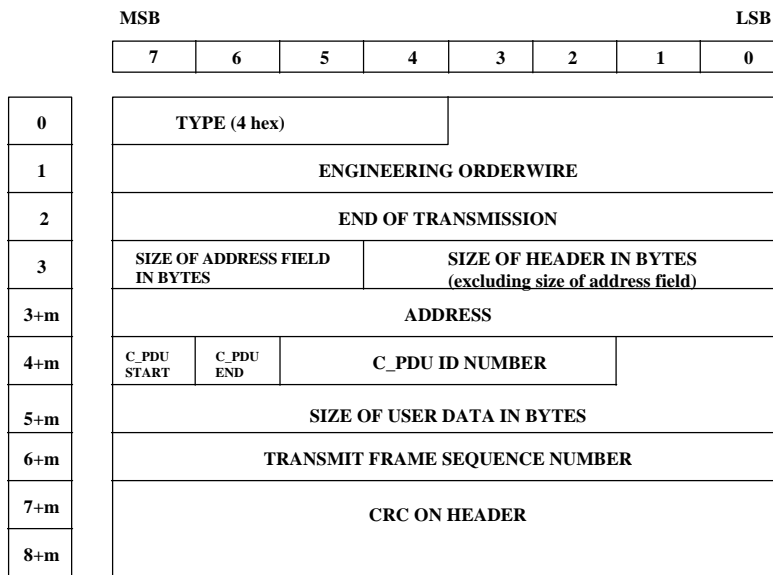 MSB LSB
7 6 5 4 3 2 1 0
0 TYPE (4 hex)
1 ENGINEERING ORDERWIRE
2 END OF TRANSMISSION
3 SIZE OF ADDRESS FIELD IN BYTES SIZE OF HEADER IN BYTES (excluding size of address field)
3+m ADDRESS
4+m C_PDU START C_PDU END C_PDU ID NUMBER
5+m SIZE OF USER DATA IN BYTES
6+m TRANSMIT FRAME SEQUENCE NUMBER
7+m CRC ON HEADER
8+m